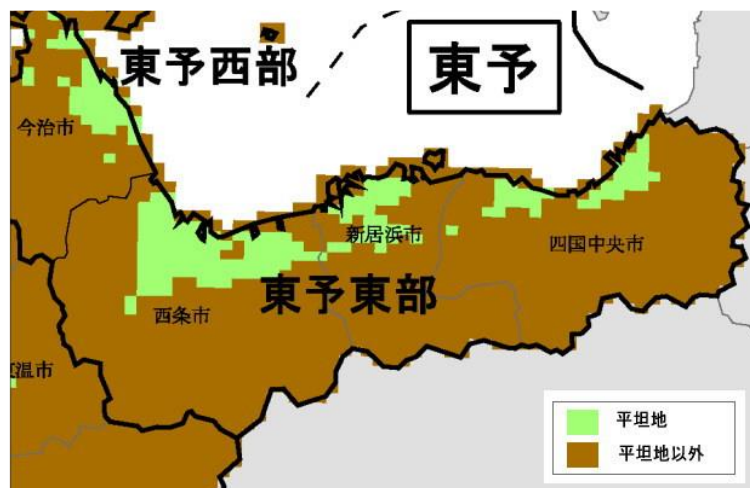 東予西部
東予
今治市
新居浜市
四国中央市
東予東部
西条市
温市
平坦地
平坦地以外